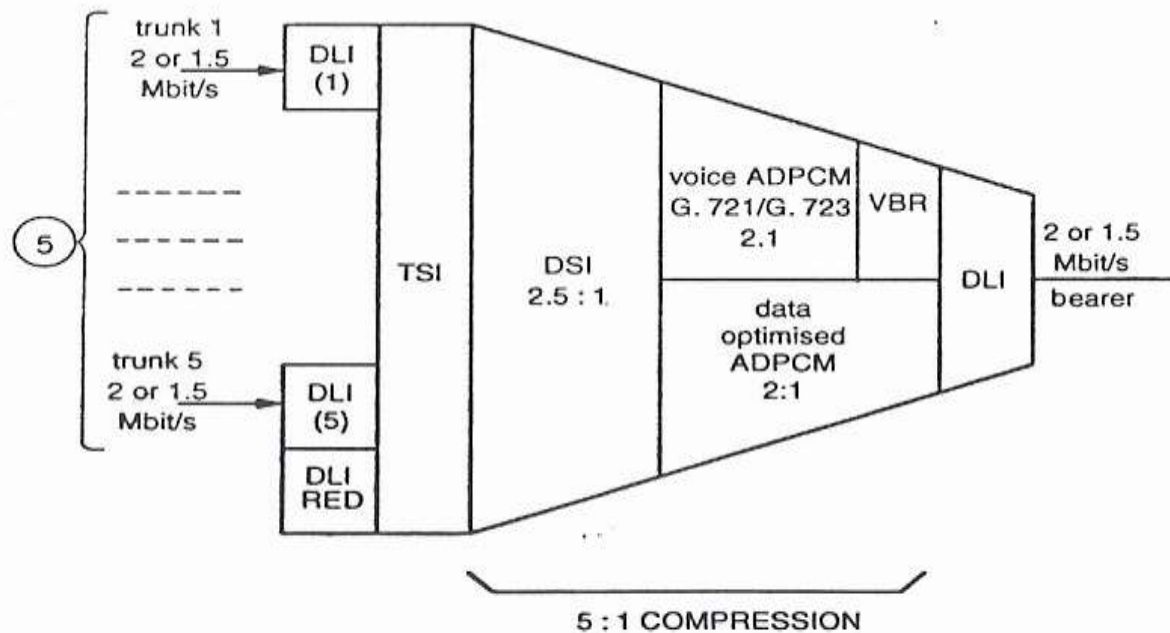 trunk 1
2 or 1.5
Mbit/s
DLI
(1)
5
trunk 5
2 or 1.5
Mbit/s
DLI
(5)
DLI
RED
TSI
DSI
2.5 : 1
voice ADPCM
G. 721/G. 723
2.1
VBR
data
optimised
ADPCM
2:1
DLI
2 or 1.5
Mbit/s
bearer
5 : 1 COMPRESSION